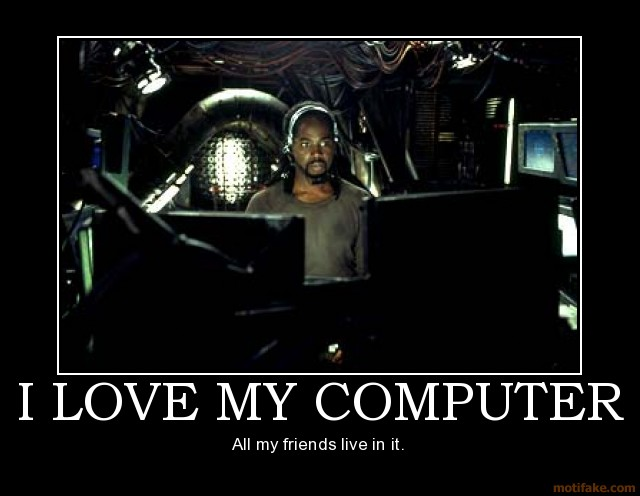 I LOVE MY COMPUTER
All my friends live in it.
motifake.com